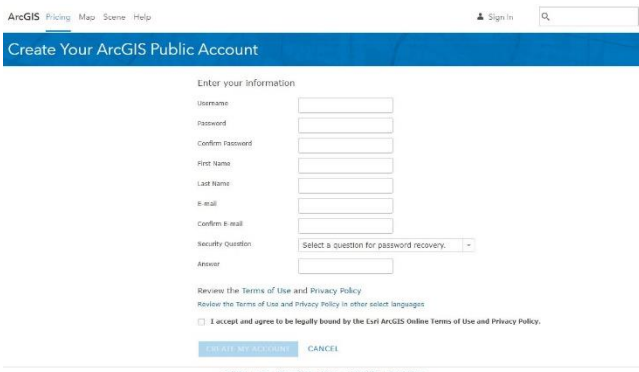 ArcGIS Pricing Map Scene Help Sign In
Create Your ArcGIS Public Account
Enter your information
Username
Password
Confirm Password
First Name
Last Name
E-mail
Confirm E-mail
Security Question Select a question for password recovery.
Answer
Review the Terms of Use and Privacy Policy
Review the Terms of Use and Privacy Policy in other select languages
I accept and agree to be legally bound by the Esri ArcGIS Online Terms of Use and Privacy Policy.
CREATE MY ACCOUNT CANCEL